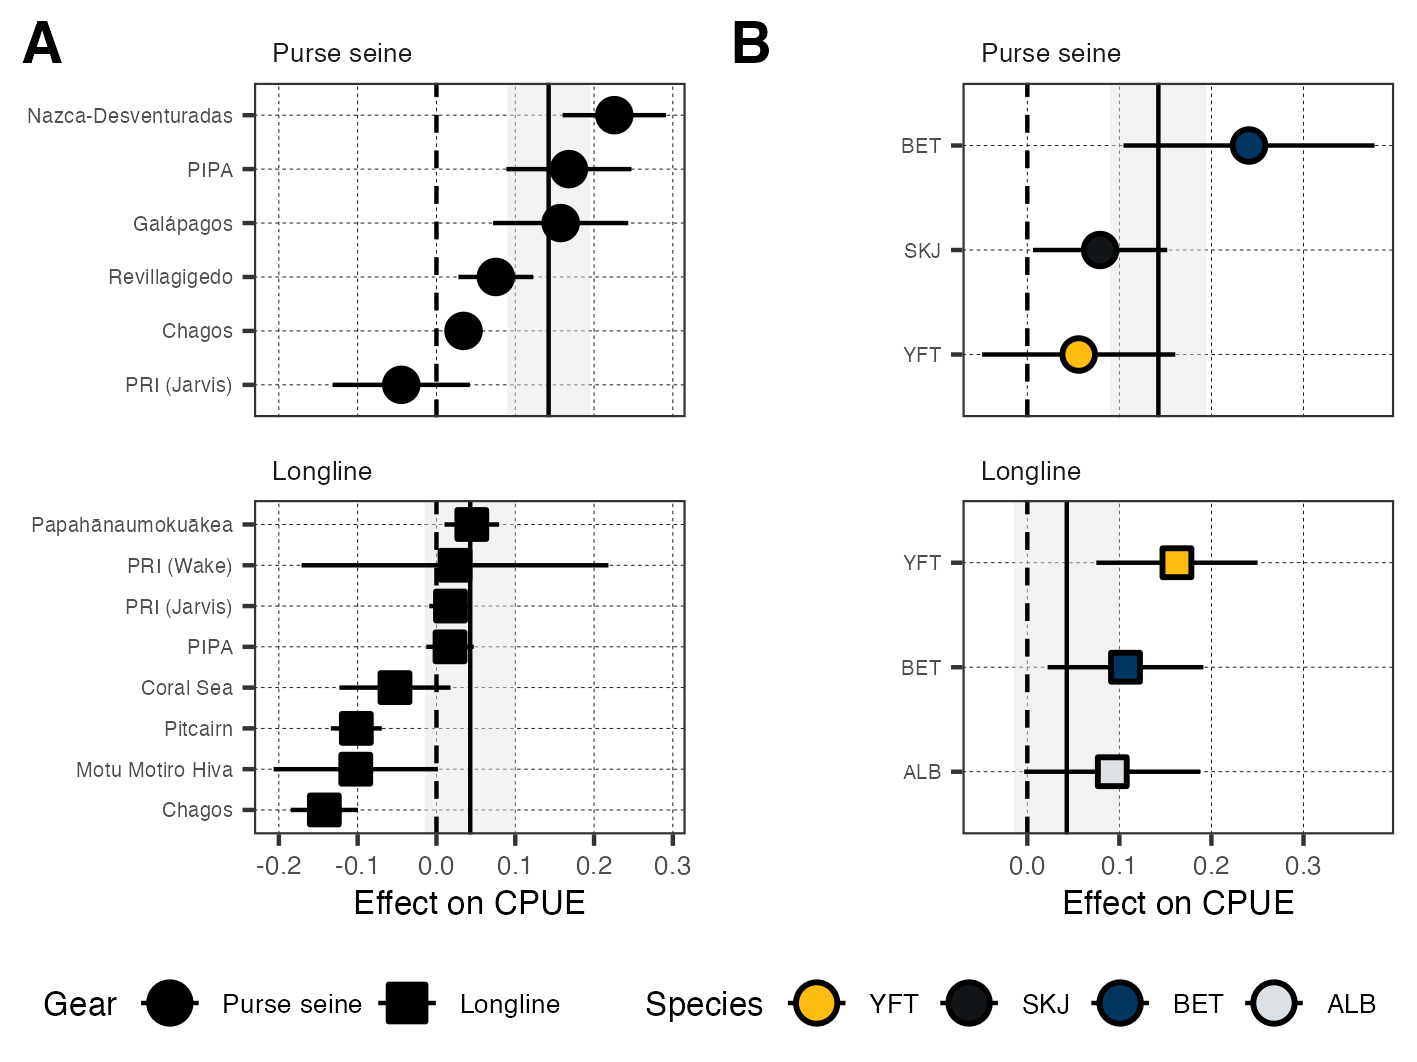 A
Purse seine
Nazca-Desventuradas
PIPA
Galápagos
Revillagigedo
Chagos
PRI (Jarvis)
Longline
Papahānaumokuākea
PRI (Wake)
PRI (Jarvis)
PIPA
Coral Sea
Pitcairn
Motu Motiro Hiva
Chagos
-0.2 -0.1 0.0 0.1 0.2 0.3
Effect on CPUE
B
Purse seine
BET
SKJ
YFT
Longline
YFT
BET
ALB
0.0 0.1 0.2 0.3
Effect on CPUE
Gear Purse seine Longline
Species YFT SKJ BET ALB